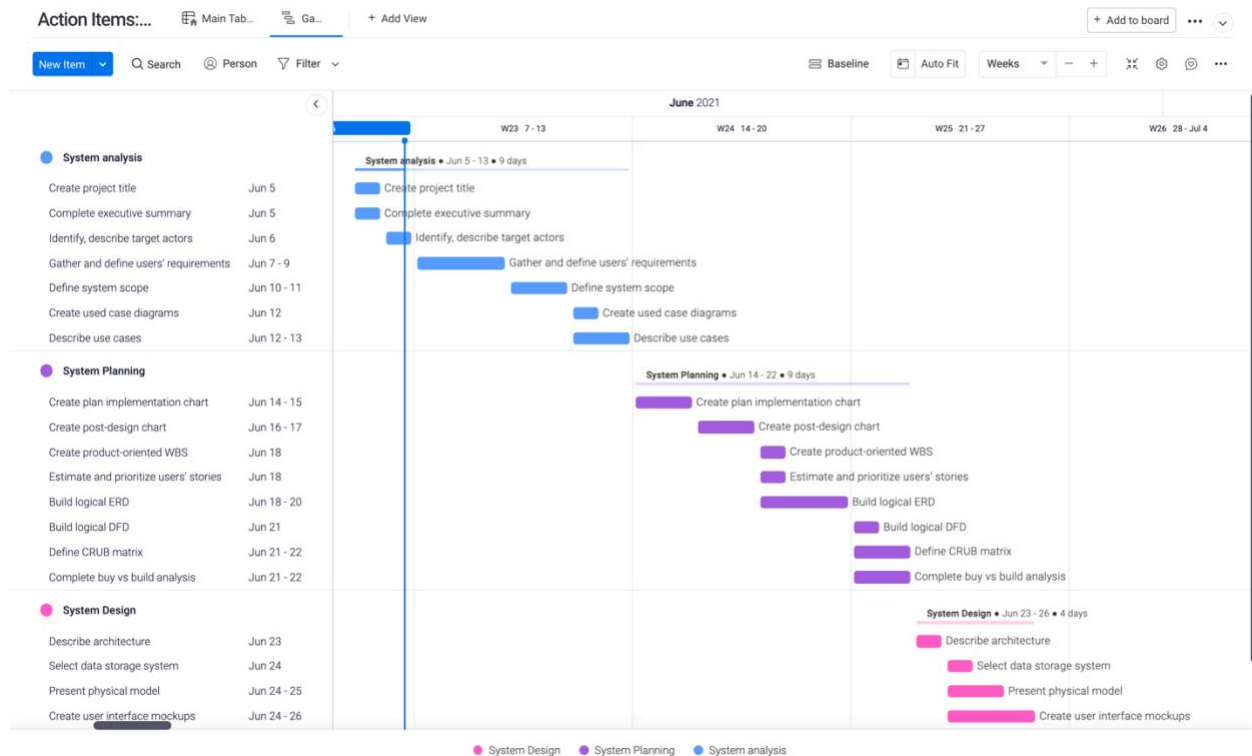 Action Items:...
Main Tab...
Ga...
+ Add View
+ Add to board
New Item
Search
Person
Filter
Baseline
Auto Fit
Weeks
June 2021
W23 7-13
W24 14-20
W25 21-27
W26 28 - Jul 4
System analysis
System analysis • Jun 5 - 13 • 9 days
Create project title Jun 5 Create project title
Complete executive summary Jun 5 Complete executive summary
Identify, describe target actors Jun 6 Identify, describe target actors
Gather and define users' requirements Jun 7 - 9 Gather and define users' requirements
Define system scope Jun 10 - 11 Define system scope
Create used case diagrams Jun 12 Create used case diagrams
Describe use cases Jun 12 - 13 Describe use cases
System Planning
System Planning • Jun 14 - 22 • 9 days
Create plan implementation chart Jun 14 - 15 Create plan implementation chart
Create post-design chart Jun 16 - 17 Create post-design chart
Create product-oriented WBS Jun 18 Create product-oriented WBS
Estimate and prioritize users' stories Jun 18 Estimate and prioritize users' stories
Build logical ERD Jun 18 - 20 Build logical ERD
Build logical DFD Jun 21 Build logical DFD
Define CRUB matrix Jun 21 - 22 Define CRUB matrix
Complete buy vs build analysis Jun 21 - 22 Complete buy vs build analysis
System Design
System Design • Jun 23 - 26 • 4 days
Describe architecture Jun 23 Describe architecture
Select data storage system Jun 24 Select data storage system
Present physical model Jun 24 - 25 Present physical model
Create user interface mockups Jun 24 - 26 Create user interface mockups
System Design System Planning System analysis